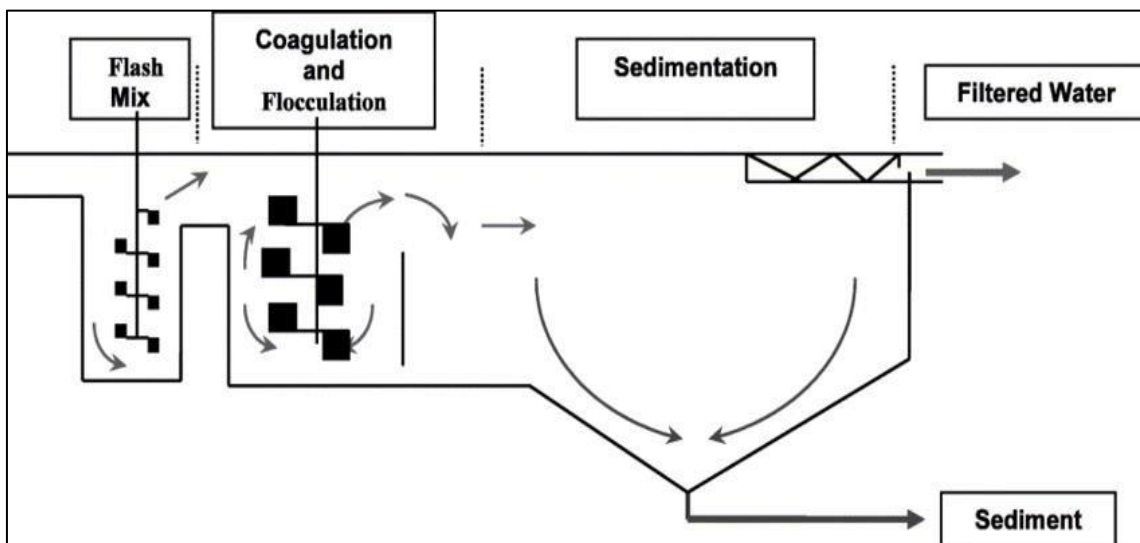 Flash
Mix
Coagulation
and
Flocculation
Sedimentation
Filtered Water
Sediment